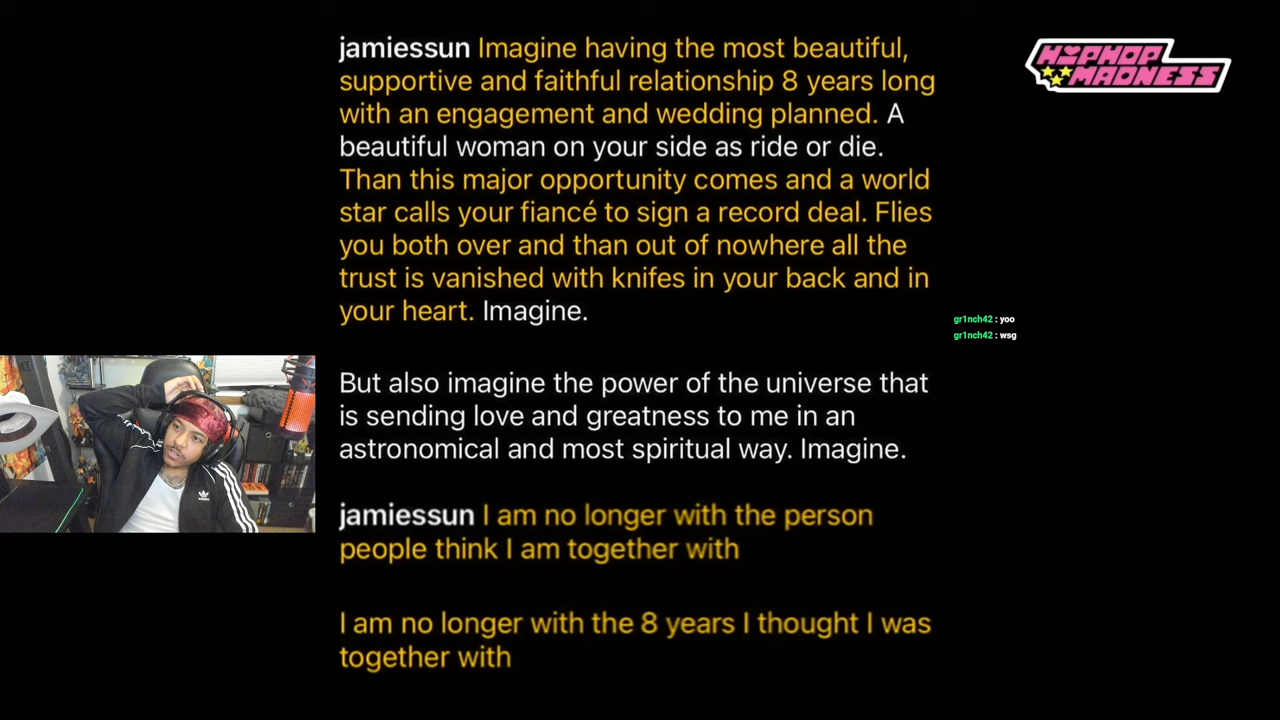 jamiessun Imagine having the most beautiful,
supportive and faithful relationship 8 years long
with an engagement and wedding planned. A
beautiful woman on your side as ride or die.
Than this major opportunity comes and a world
star calls your fiancé to sign a record deal. Flies
you both over and than out of nowhere all the
trust is vanished with knifes in your back and in
your heart. Imagine.
But also imagine the power of the universe that
is sending love and greatness to me in an
astronomical and most spiritual way. Imagine.
jamiessun I am no longer with the person
people think I am together with
I am no longer with the 8 years I thought I was
together with
HIPHOP
MADNESS
gr1nch42 : yoo
gr1nch42 : wsg